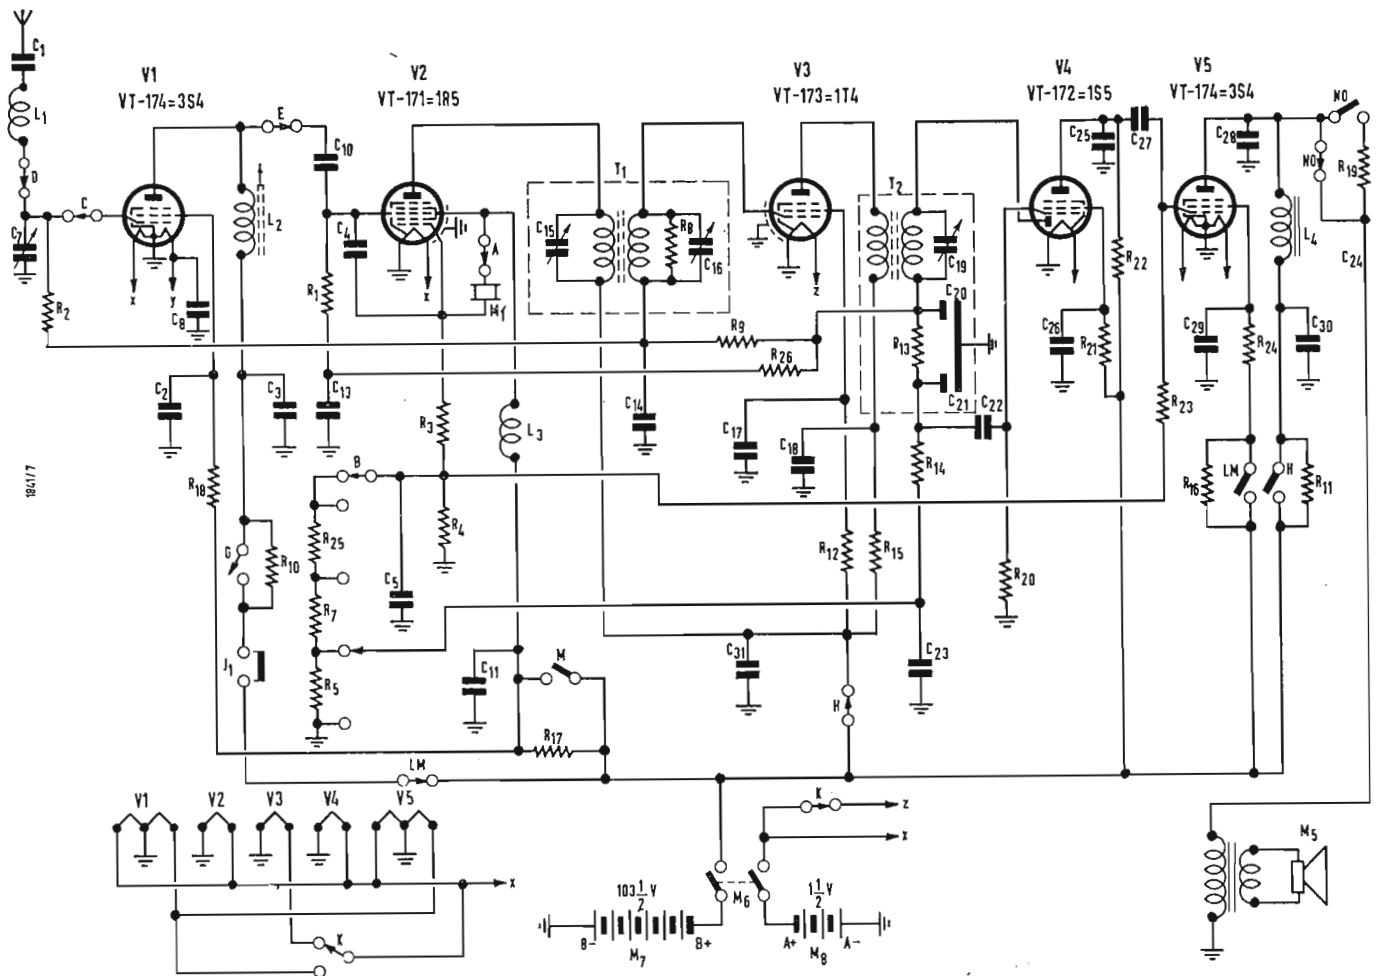 C1
V1
VT-174=3S4
V2
VT-171=1R5
V3
VT-173=1T4
V4
VT-172=1S5
V5
VT-174=3S4
NO
L1
E
C10
C25
C27
C28
NO
R19
D
C
L2
C4
A
T1
C15
R8
C16
T2
C19
R22
L4
C24
C7
R2
x
y
C8
R1
x
M1
z
C20
R9
R13
C26
R21
C29
R24
C30
R26
C2
C3
C13
R3
L3
C14
C17
C18
C21
C22
R23
1841/7
R18
B
R14
R16
LM
H
R11
G
R10
R25
R4
R12
R15
C5
R20
R7
J1
R5
C11
M
C31
C23
H
R17
LM
V1
V2
V3
V4
V5
K
z
x
M5
x
103 1/2 V
M6
1 1/2 V
K
B-
M7
B+
A+
M8
A-